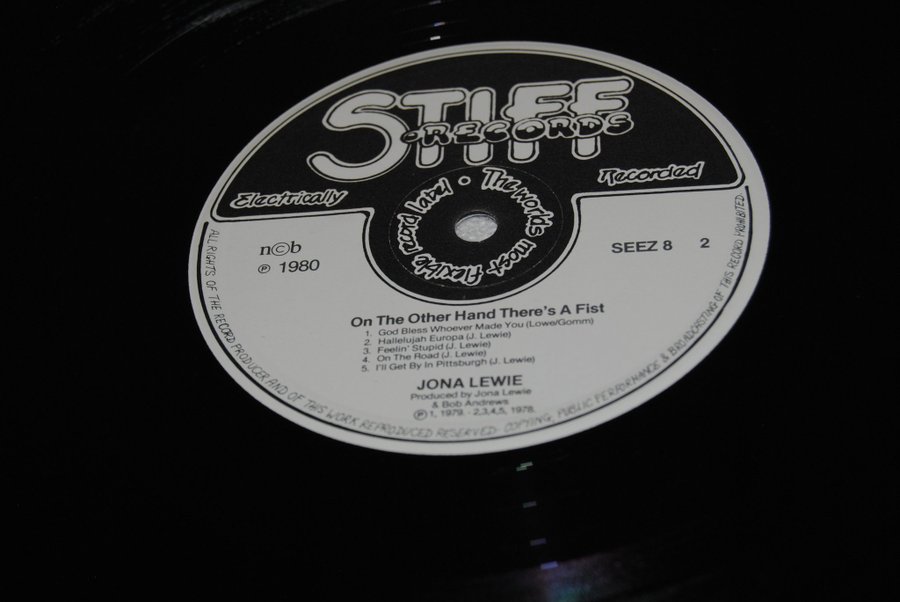 STIFF
RECORDS
Electrically
Recorded
The worlds most flexible record label
n©b
℗ 1980
SEEZ 8 2
On The Other Hand There's A Fist
1. God Bless Whoever Made You (Lowe/Gomm)
2. Hallelujah Europa (J. Lewie)
3. Feelin' Stupid (J. Lewie)
4. On The Road (J. Lewie)
5. I'll Get By In Pittsburgh (J. Lewie)
JONA LEWIE
Produced by Jona Lewie
& Bob Andrews
℗ 1, 1979. - 2,3,4,5, 1978.
ALL RIGHTS OF THE RECORD PRODUCER AND OF THIS WORK REPRODUCED RESERVED - COPYING, PUBLIC PERFORMANCE & BROADCASTING OF THIS RECORD PROHIBITED